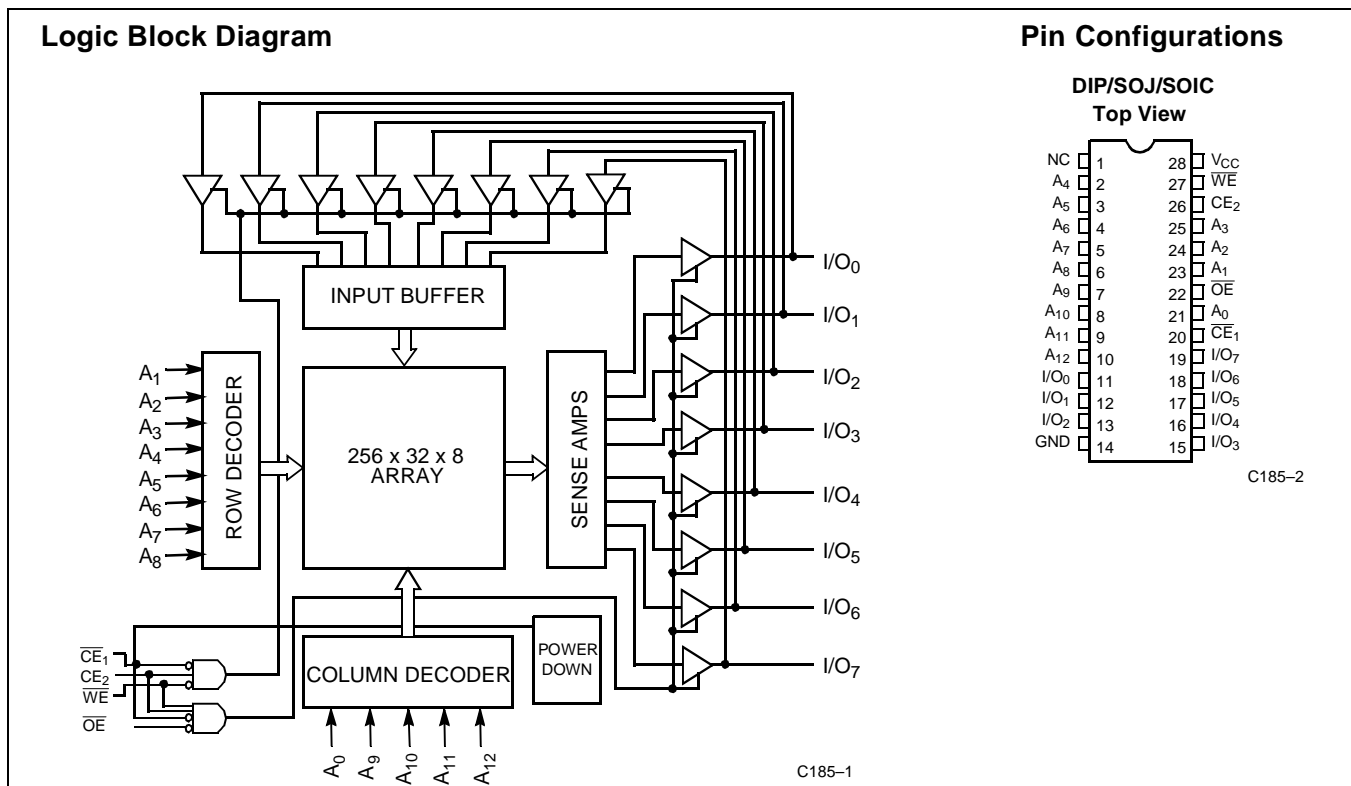 Logic Block Diagram
INPUT BUFFER
A1
A2
A3
A4
A5
A6
A7
A8
ROW DECODER
256 x 32 x 8
ARRAY
SENSE AMPS
I/O0
I/O1
I/O2
I/O3
I/O4
I/O5
I/O6
I/O7
CE1
CE2
WE
OE
COLUMN DECODER
POWER
DOWN
A0
A9
A10
A11
A12
C185–1
Pin Configurations
DIP/SOJ/SOIC
Top View
NC 1 28 VCC
A4 2 27 WE
A5 3 26 CE2
A6 4 25 A3
A7 5 24 A2
A8 6 23 A1
A9 7 22 OE
A10 8 21 A0
A11 9 20 CE1
A12 10 19 I/O7
I/O0 11 18 I/O6
I/O1 12 17 I/O5
I/O2 13 16 I/O4
GND 14 15 I/O3
C185–2